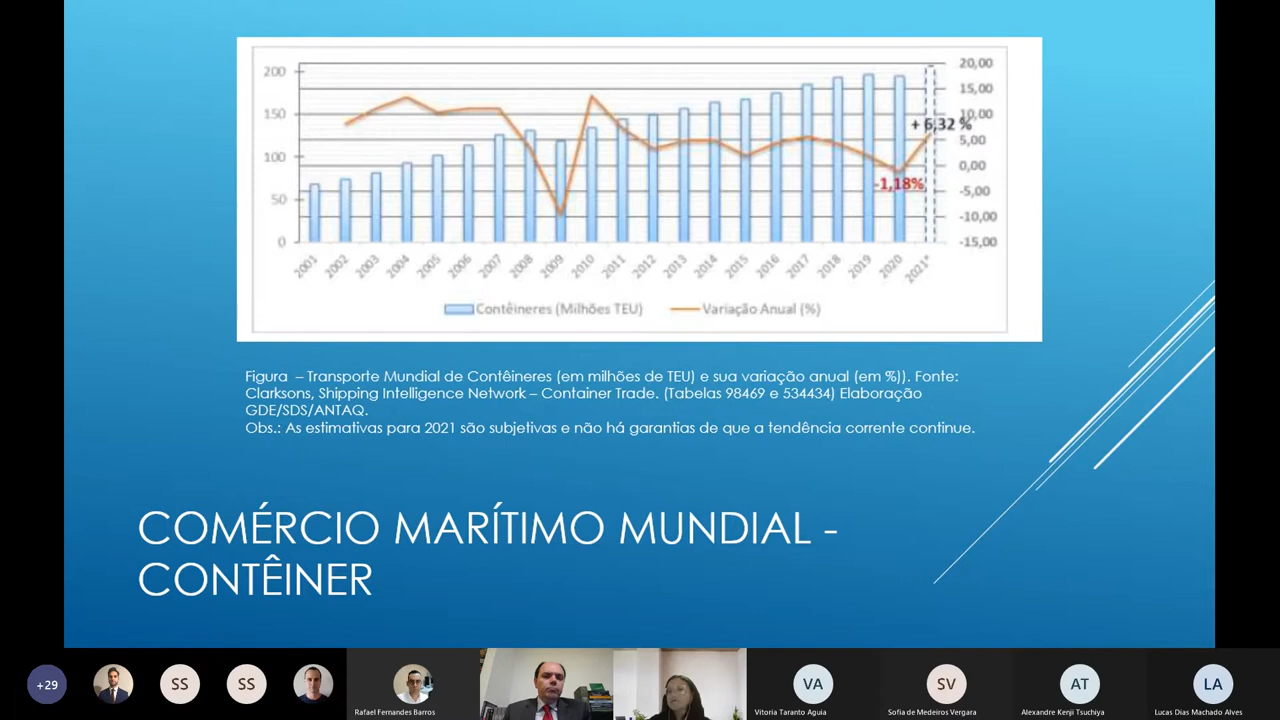 200
150
100
50
0
20,00
15,00
10,00
5,00
0,00
-5,00
-10,00
-15,00
+ 6,32 %
-1,18%
2001
2002
2003
2004
2005
2006
2007
2008
2009
2010
2011
2012
2013
2014
2015
2016
2017
2018
2019
2020
2021*
Contêineres (Milhões TEU)
Variação Anual (%)
Figura – Transporte Mundial de Contêineres (em milhões de TEU) e sua variação anual (em %)). Fonte:
Clarksons, Shipping Intelligence Network – Container Trade. (Tabelas 98469 e 534434) Elaboração
GDE/SDS/ANTAQ.
Obs.: As estimativas para 2021 são subjetivas e não há garantias de que a tendência corrente continue.
COMÉRCIO MARÍTIMO MUNDIAL -
CONTÊINER
+29
SS
SS
Rafael Fernandes Barros
VA
Vitoria Taranto Aguia
SV
Sofia de Medeiros Vergara
AT
Alexandre Kenji Tsuchiya
LA
Lucas Dias Machado Alves